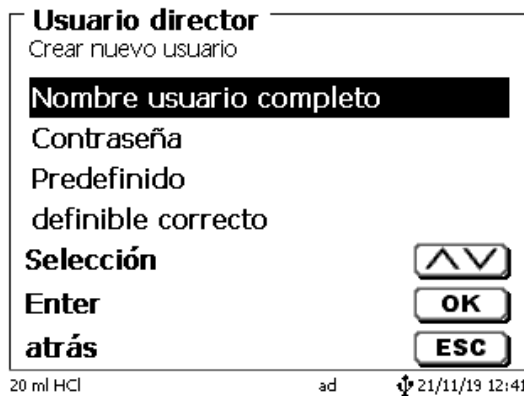 Usuario director
Crear nuevo usuario
Nombre usuario completo
Contraseña
Predefinido
definible correcto
Selección
Enter OK
atrás ESC
20 ml HCl ad 21/11/19 12:41